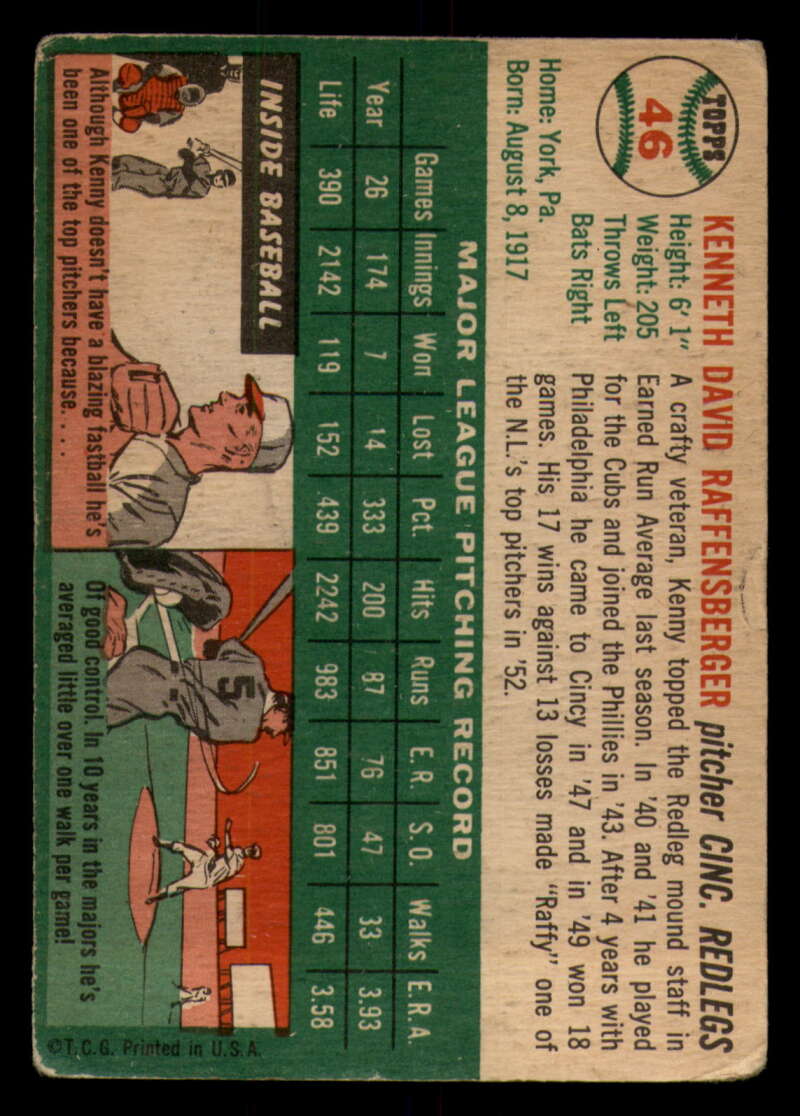 TOPPS
46
KENNETH DAVID RAFFENSBERGER pitcher CINC. REDLEGS
Height: 6' 1"
Weight: 205
Throws Left
Bats Right
Home: York, Pa.
Born: August 8, 1917
A crafty veteran, Kenny topped the Redleg mound staff in
Earned Run Average last season. In '40 and '41 he played
for the Cubs and joined the Phillies in '43. After 4 years with
Philadelphia he came to Cincy in '47 and in '49 won 18
games. His 17 wins against 13 losses made "Raffy" one of
the N.L.'s top pitchers in '52.
MAJOR LEAGUE PITCHING RECORD
Games Innings Won Lost Pct. Hits Runs E.R. S.O. Walks E.R.A.
Year 26 174 7 14 333 200 87 76 47 33 3.93
Life 390 2142 119 152 439 2242 983 851 801 446 3.58
INSIDE BASEBALL
Although Kenny doesn't have a blazing fastball he's
been one of the top pitchers because. . . .
5
Of good control. In 10 years in the majors he's
averaged little over one walk per game!
©T.C.G. Printed in U.S.A.